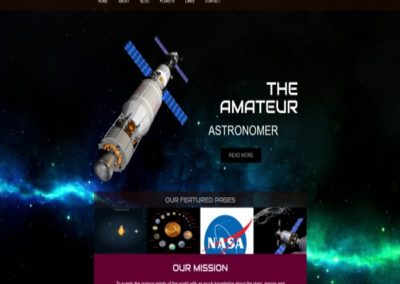 HOME ABOUT BLOG PLANETS LINKS CONTACT
THE
AMATEUR
ASTRONOMER
READ MORE
OUR FEATURED PAGES
NASA
OUR MISSION